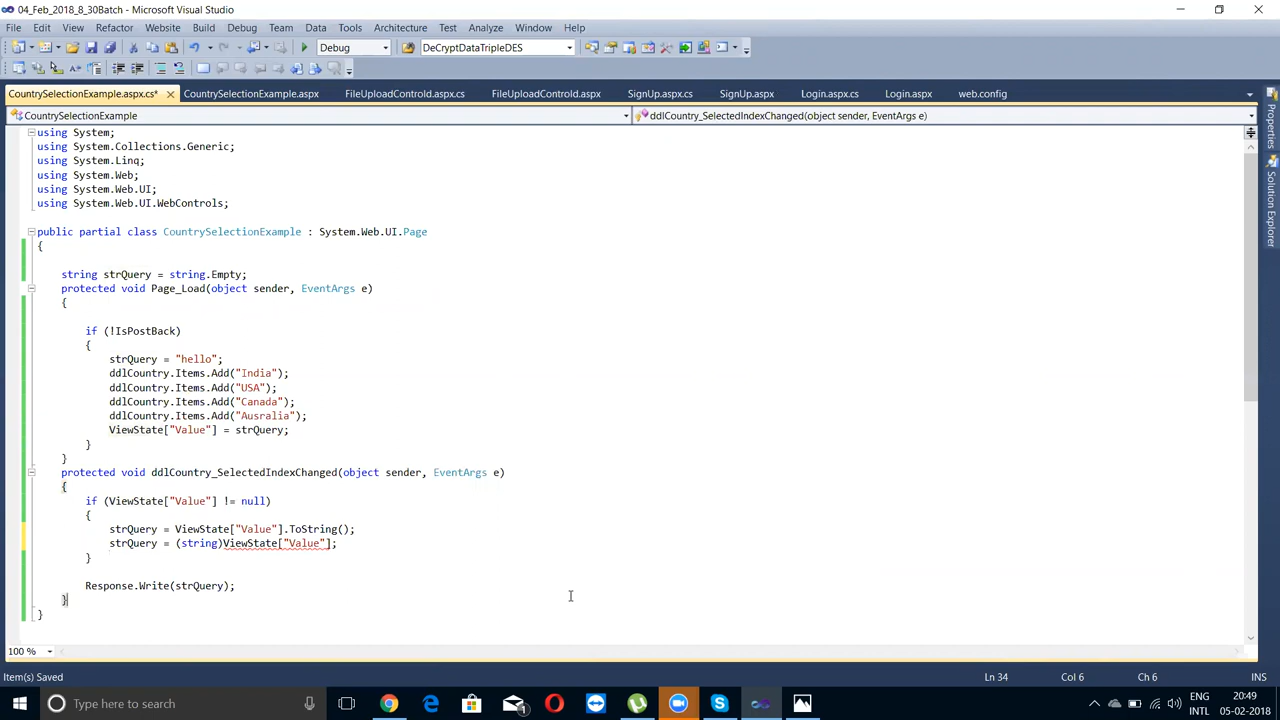 04_Feb_2018_8_30Batch - Microsoft Visual Studio
File Edit View Refactor Website Build Debug Team Data Tools Architecture Test Analyze Window Help
Debug DeCryptDataTripleDES
CountrySelectionExample.aspx.cs* CountrySelectionExample.aspx FileUploadControld.aspx.cs FileUploadControld.aspx SignUp.aspx.cs SignUp.aspx Login.aspx.cs Login.aspx web.config
CountrySelectionExample ddlCountry_SelectedIndexChanged(object sender, EventArgs e)
using System;
using System.Collections.Generic;
using System.Linq;
using System.Web;
using System.Web.UI;
using System.Web.UI.WebControls;
public partial class CountrySelectionExample : System.Web.UI.Page
{
string strQuery = string.Empty;
protected void Page_Load(object sender, EventArgs e)
{
if (!IsPostBack)
{
strQuery = "hello";
ddlCountry.Items.Add("India");
ddlCountry.Items.Add("USA");
ddlCountry.Items.Add("Canada");
ddlCountry.Items.Add("Ausralia");
ViewState["Value"] = strQuery;
}
}
protected void ddlCountry_SelectedIndexChanged(object sender, EventArgs e)
{
if (ViewState["Value"] != null)
{
strQuery = ViewState["Value"].ToString();
strQuery = (string)ViewState["Value"];
}
Response.Write(strQuery);
}
}
Properties
Solution Explorer
100 %
Item(s) Saved Ln 34 Col 6 Ch 6 INS
Type here to search
1
ENG
INTL
20:49
05-02-2018